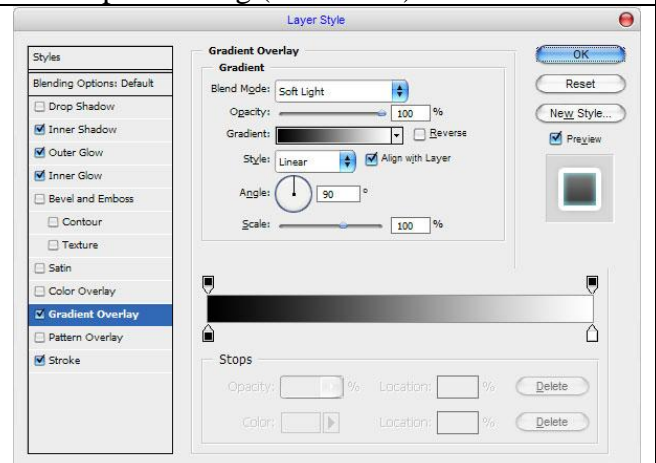 Layer Style
Styles
Blending Options: Default
Drop Shadow
Inner Shadow
Outer Glow
Inner Glow
Bevel and Emboss
Contour
Texture
Satin
Color Overlay
Gradient Overlay
Pattern Overlay
Stroke
Gradient Overlay
Gradient
Blend Mode: Soft Light
Opacity: 100 %
Gradient: Reverse
Style: Linear Align with Layer
Angle: 90 °
Scale: 100 %
Stops
Opacity: % Location: % Delete
Color: Location: % Delete
OK
Reset
New Style...
Preview